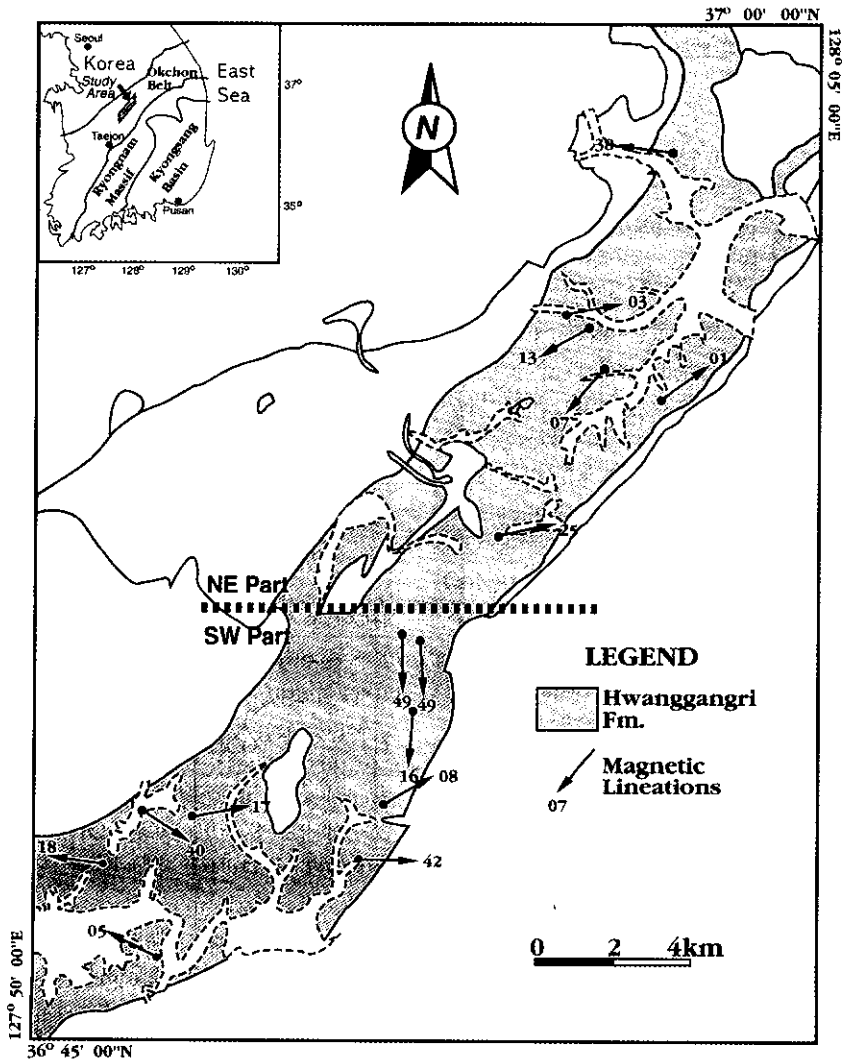 37° 00' 00"N
128° 05' 00"E
Seoul
Korea
East
Sea
Okchon
Belt
Study
Area
37°
Taejon
Ryongnam
Massif
Kyongsang
Basin
Pusan
35°
127°
128°
129°
130°
N
38
03
13
01
07
25
NE Part
SW Part
49
49
16
08
17
40
18
42
05
LEGEND
Hwanggangri
Fm.
Magnetic
Lineations
07
0 2 4km
127° 50' 00"E
36° 45' 00"N